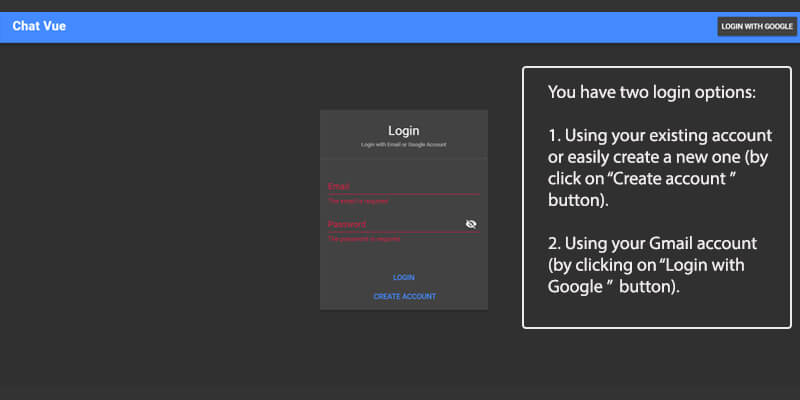 Chat Vue
LOGIN WITH GOOGLE
Login
Login with Email or Google Account
Email
The email is required
Password
The password is required
LOGIN
CREATE ACCOUNT
You have two login options:
1. Using your existing account
or easily create a new one (by
click on “Create account ”
button).
2. Using your Gmail account
(by clicking on “Login with
Google ” button).